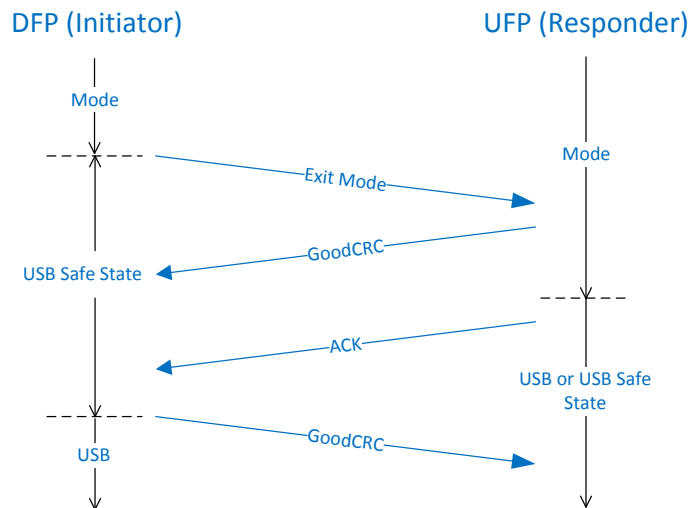 DFP (Initiator)
UFP (Responder)
Mode
Mode
Exit Mode
GoodCRC
USB Safe State
ACK
USB or USB Safe
State
GoodCRC
USB